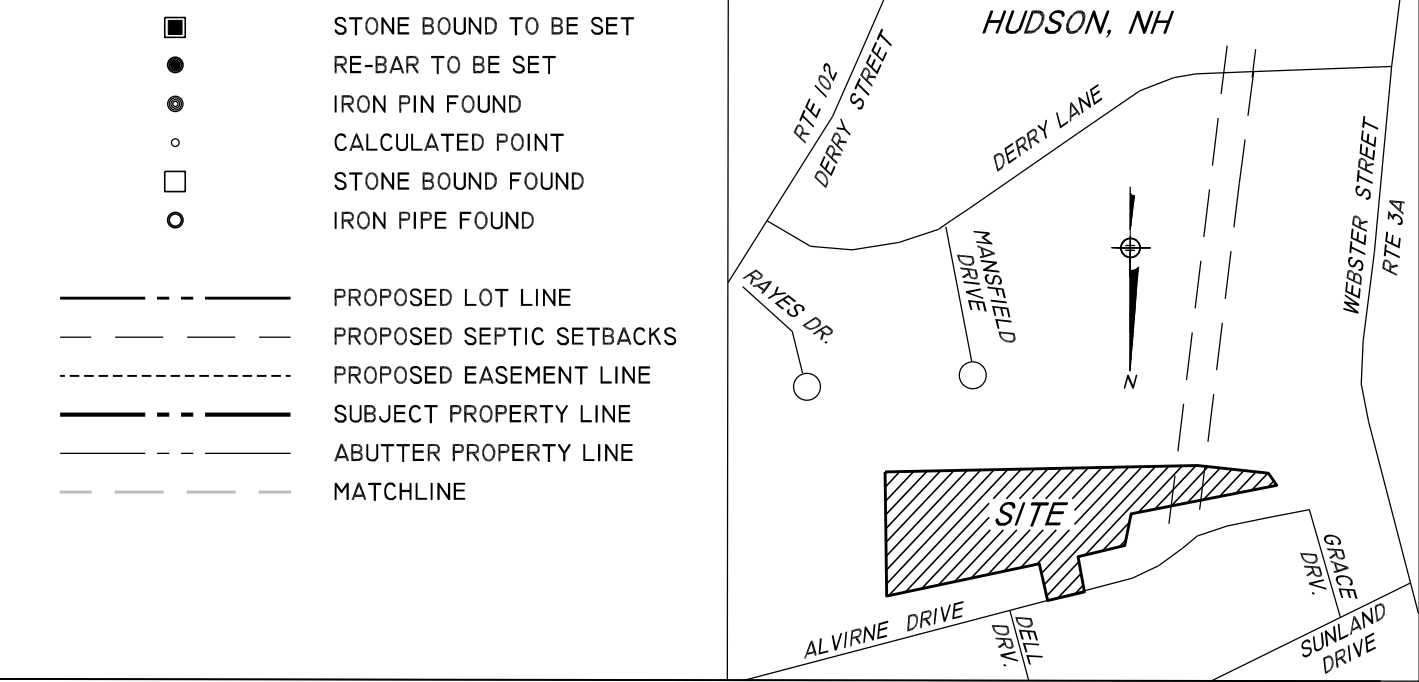 STONE BOUND TO BE SET
RE-BAR TO BE SET
IRON PIN FOUND
CALCULATED POINT
STONE BOUND FOUND
IRON PIPE FOUND
PROPOSED LOT LINE
PROPOSED SEPTIC SETBACKS
PROPOSED EASEMENT LINE
SUBJECT PROPERTY LINE
ABUTTER PROPERTY LINE
MATCHLINE
HUDSON, NH
RTE 102
DERRY STREET
DERRY LANE
WEBSTER STREET
RTE 3A
MANSFIELD
DRIVE
RAYES DR.
N
SITE
GRACE
DRV.
ALVIRNE DRIVE
DELL
DRV.
SUNLAND
DRIVE